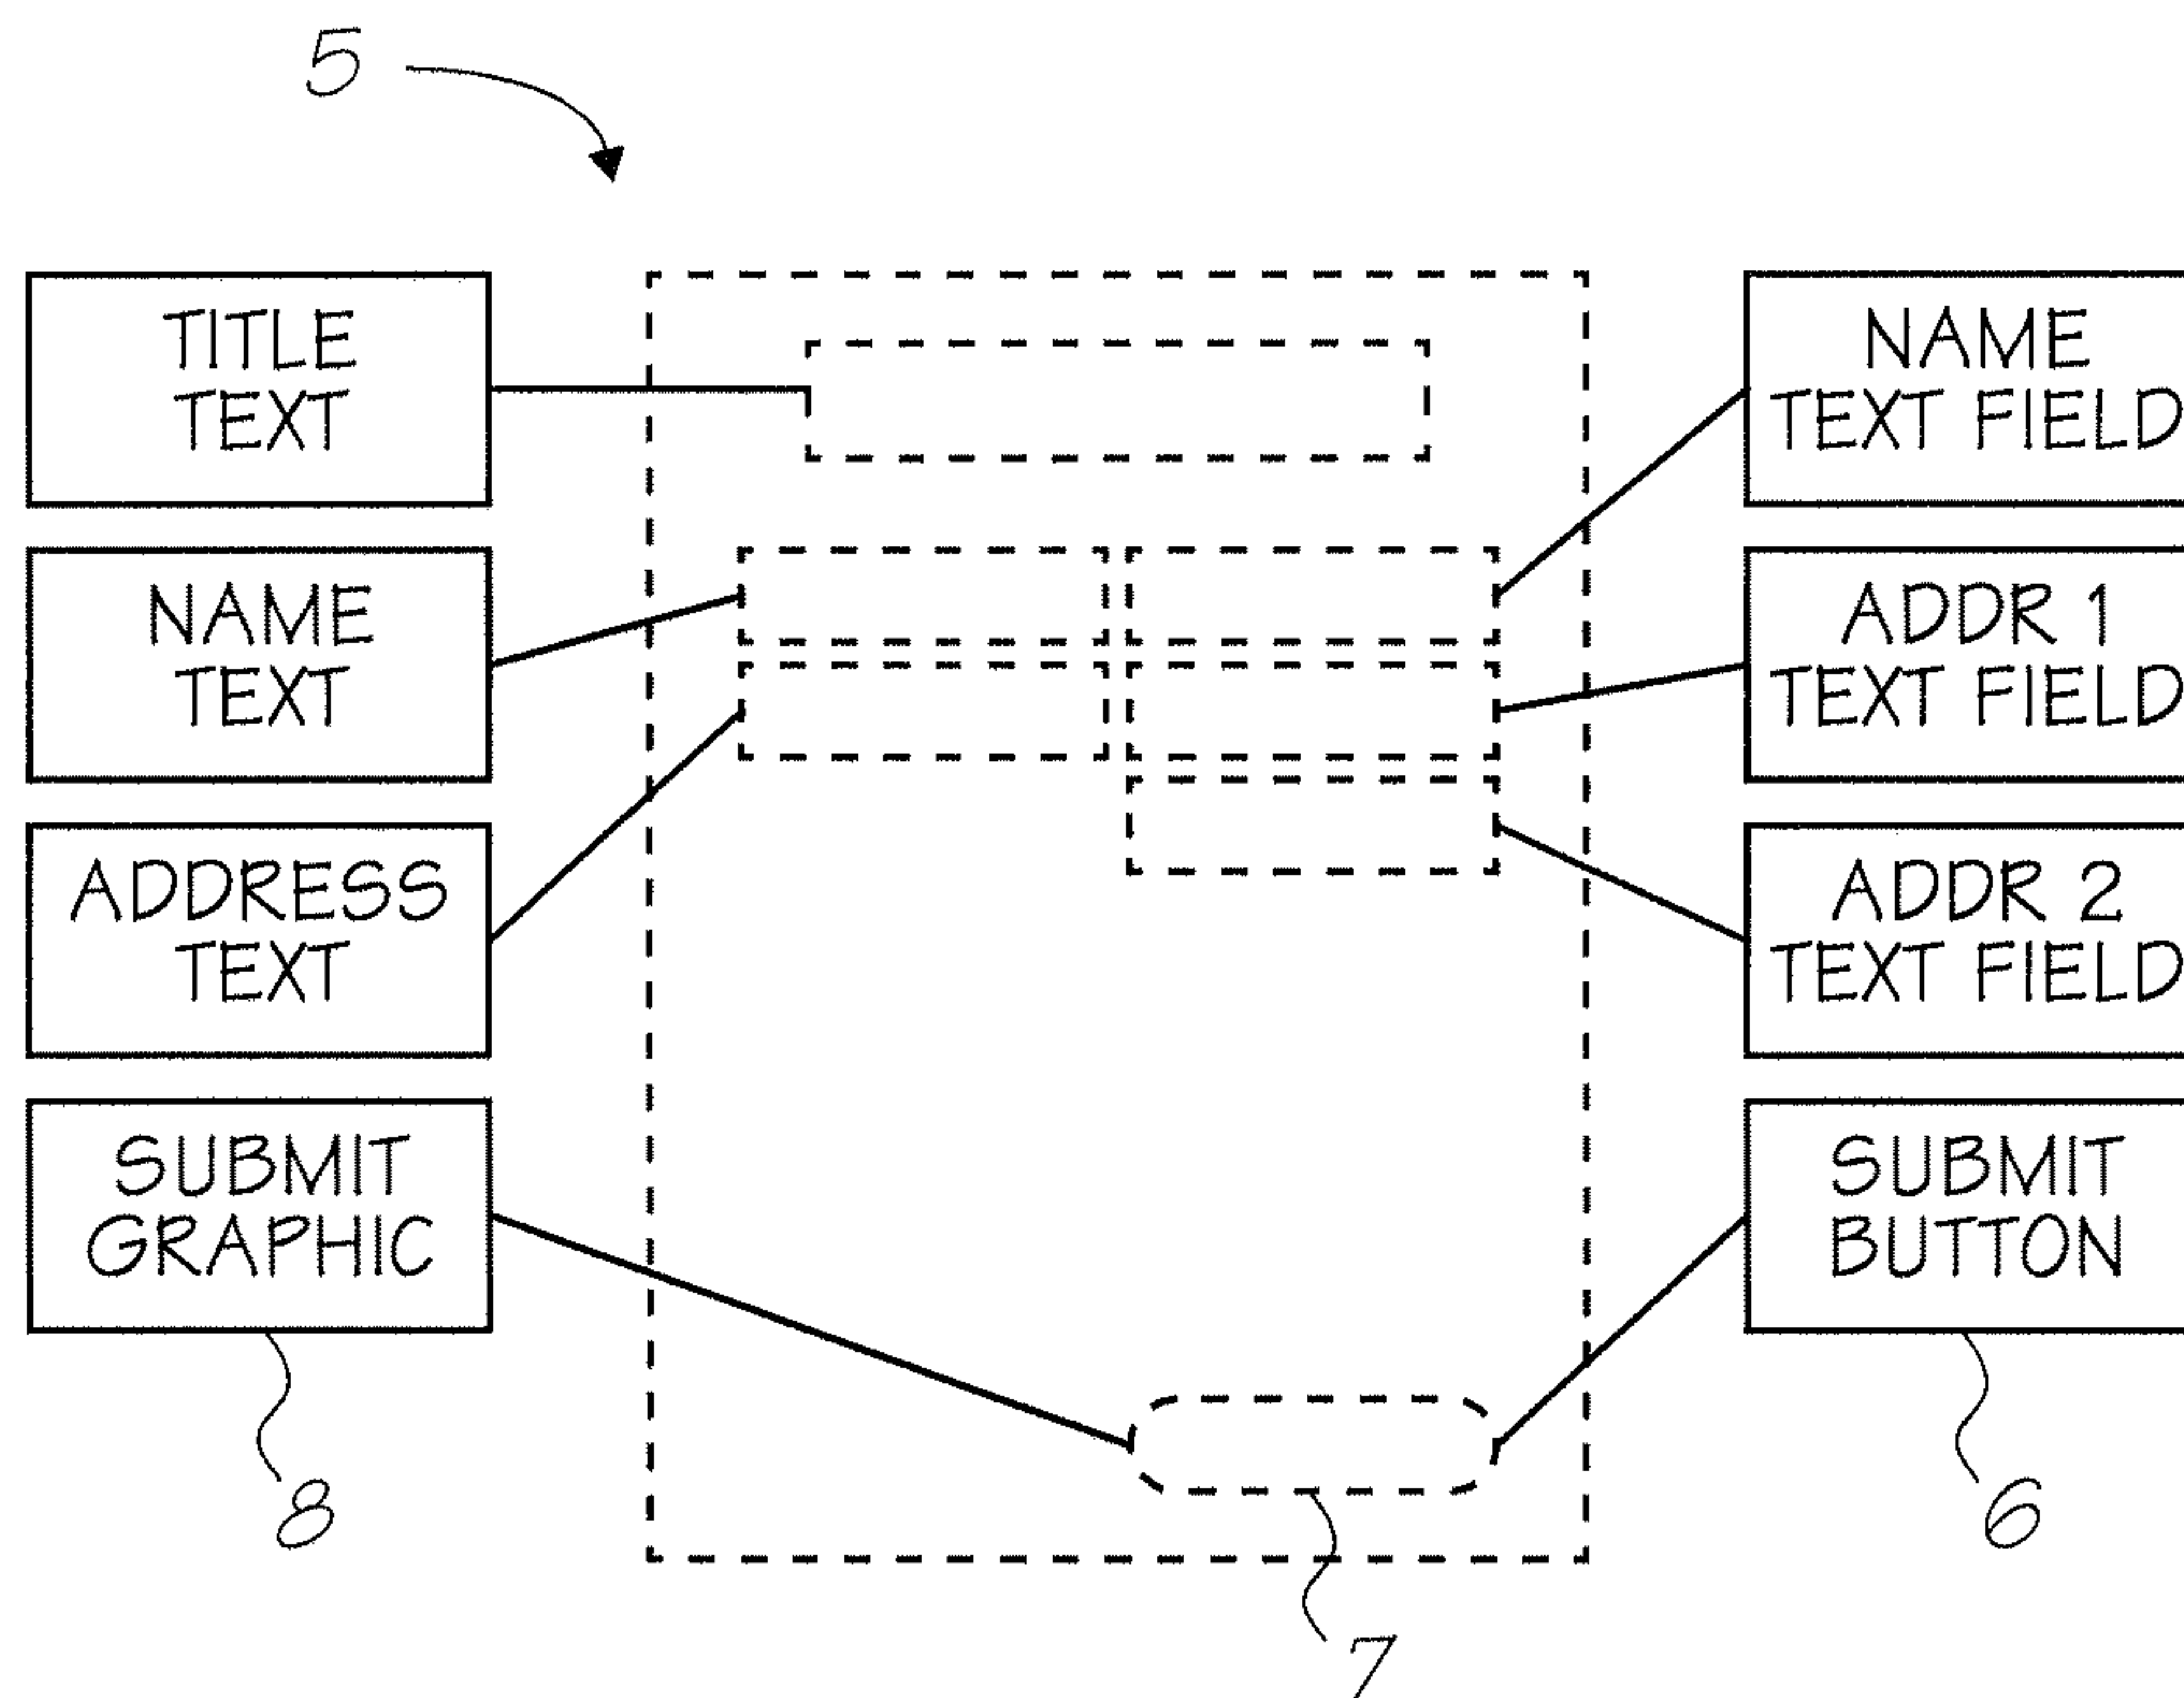 5
TITLE
TEXT
NAME
TEXT FIELD
NAME
TEXT
ADDR 1
TEXT FIELD
ADDRESS
TEXT
ADDR 2
TEXT FIELD
SUBMIT
GRAPHIC
SUBMIT
BUTTON
8
6
7